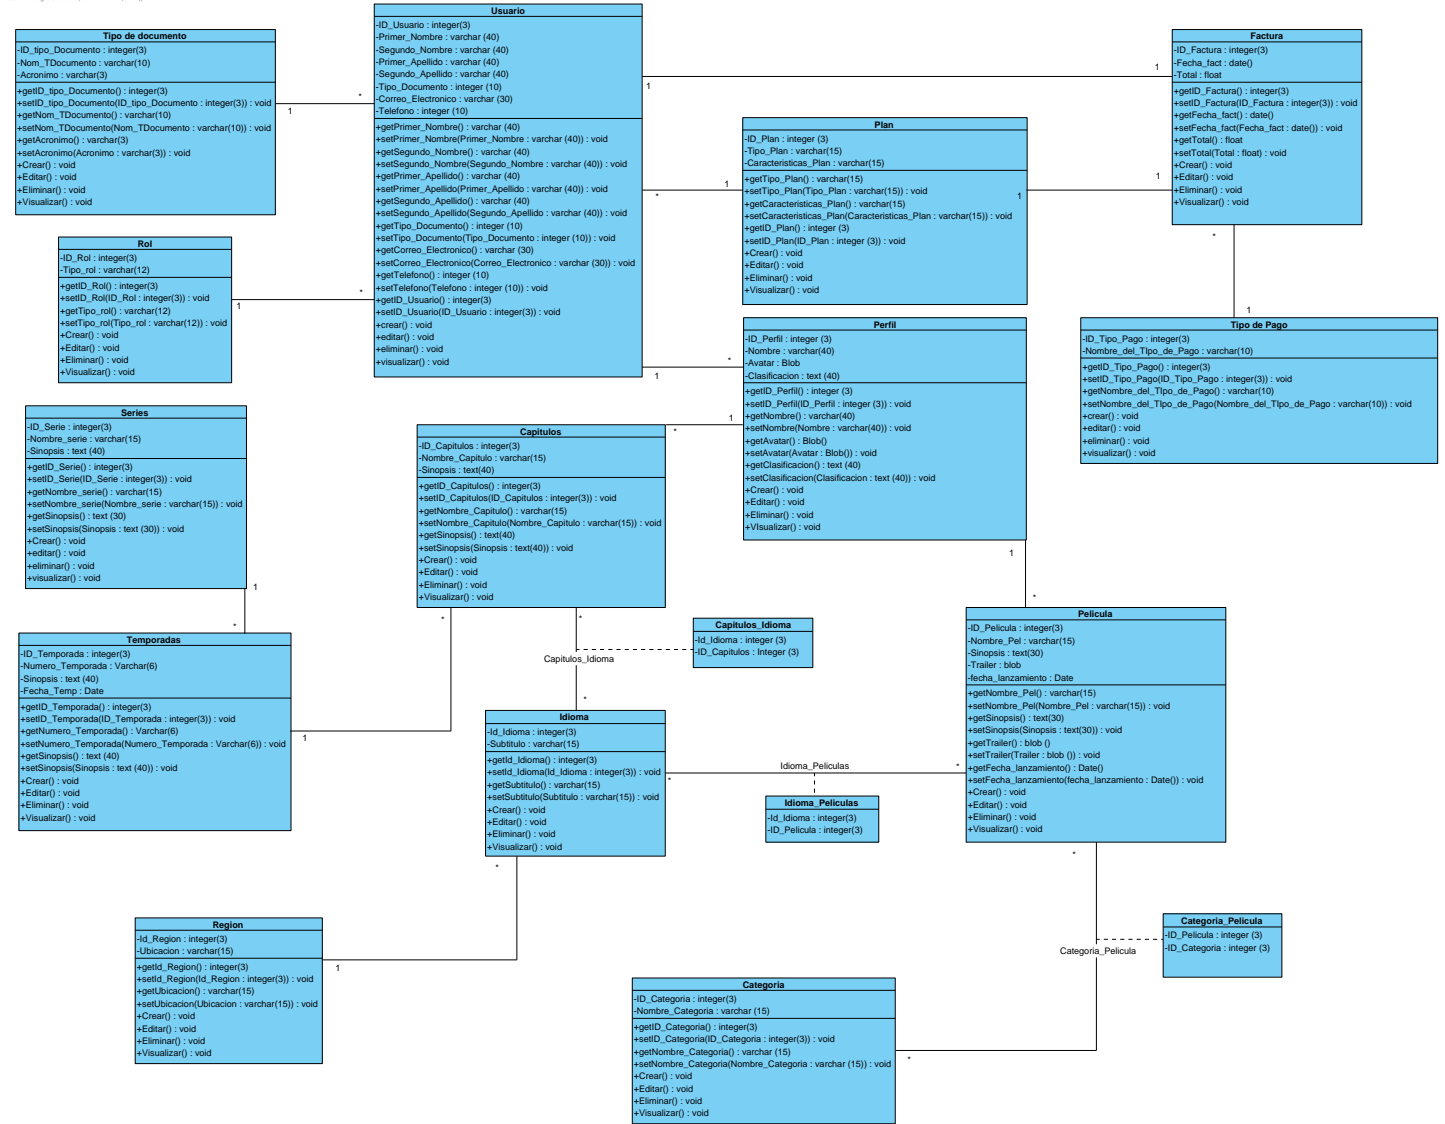 Tipo de documento
-ID_tipo_Documento : integer(3)
-Nom_TDocumento : varchar(10)
-Acronimo : varchar(3)
+getID_tipo_Documento() : integer(3)
+setID_tipo_Documento(ID_tipo_Documento : integer(3)) : void
+getNom_TDocumento() : varchar(10)
+setNom_TDocumento(Nom_TDocumento : varchar(10)) : void
+getAcronimo() : varchar(3)
+setAcronimo(Acronimo : varchar(3)) : void
+Crear() : void
+Editar() : void
+Eliminar() : void
+Visualizar() : void
1
*
Usuario
-ID_Usuario : integer(3)
-Primer_Nombre : varchar (40)
-Segundo_Nombre : varchar (40)
-Primer_Apellido : varchar (40)
-Segundo_Apellido : varchar (40)
-Tipo_Documento : integer (10)
-Correo_Electronico : varchar (30)
-Telefono : integer (10)
+getPrimer_Nombre() : varchar (40)
+setPrimer_Nombre(Primer_Nombre : varchar (40)) : void
+getSegundo_Nombre() : varchar (40)
+setSegundo_Nombre(Segundo_Nombre : varchar (40)) : void
+getPrimer_Apellido() : varchar (40)
+setPrimer_Apellido(Primer_Apellido : varchar (40)) : void
+getSegundo_Apellido() : varchar (40)
+setSegundo_Apellido(Segundo_Apellido : varchar (40)) : void
+getTipo_Documento() : integer (10)
+setTipo_Documento(Tipo_Documento : integer (10)) : void
+getCorreo_Electronico() : varchar (30)
+setCorreo_Electronico(Correo_Electronico : varchar (30)) : void
+getTelefono() : integer (10)
+setTelefono(Telefono : integer (10)) : void
+getID_Usuario() : integer(3)
+setID_Usuario(ID_Usuario : integer(3)) : void
+crear() : void
+editar() : void
+eliminar() : void
+visualizar() : void
1
1
Factura
-ID_Factura : integer(3)
-Fecha_fact : date()
-Total : float
+getID_Factura() : integer(3)
+setID_Factura(ID_Factura : integer(3)) : void
+getFecha_fact() : date()
+setFecha_fact(Fecha_fact : date()) : void
+getTotal() : float
+setTotal(Total : float) : void
+Crear() : void
+Editar() : void
+Eliminar() : void
+Visualizar() : void
Plan
-ID_Plan : integer (3)
-Tipo_Plan : varchar(15)
-Caracteristicas_Plan : varchar(15)
+getTipo_Plan() : varchar(15)
+setTipo_Plan(Tipo_Plan : varchar(15)) : void
+getCaracteristicas_Plan() : varchar(15)
+setCaracteristicas_Plan(Caracteristicas_Plan : varchar(15)) : void
+getID_Plan() : integer (3)
+setID_Plan(ID_Plan : integer (3)) : void
+Crear() : void
+Editar() : void
+Eliminar() : void
+Visualizar() : void
*
1
1
1
Rol
-ID_Rol : integer(3)
-Tipo_rol : varchar(12)
+getID_Rol() : integer(3)
+setID_Rol(ID_Rol : integer(3)) : void
+getTipo_rol() : varchar(12)
+setTipo_rol(Tipo_rol : varchar(12)) : void
+Crear() : void
+Editar() : void
+Eliminar() : void
+Visualizar() : void
1
*
*
1
Tipo de Pago
-ID_Tipo_Pago : integer(3)
-Nombre_del_TIpo_de_Pago : varchar(10)
+getID_Tipo_Pago() : integer(3)
+setID_Tipo_Pago(ID_Tipo_Pago : integer(3)) : void
+getNombre_del_TIpo_de_Pago() : varchar(10)
+setNombre_del_TIpo_de_Pago(Nombre_del_TIpo_de_Pago : varchar(10)) : void
+crear() : void
+editar() : void
+eliminar() : void
+visualizar() : void
Perfil
-ID_Perfil : integer (3)
-Nombre : varchar(40)
-Avatar : Blob
-Clasificacion : text (40)
+getID_Perfil() : integer (3)
+setID_Perfil(ID_Perfil : integer (3)) : void
+getNombre() : varchar(40)
+setNombre(Nombre : varchar(40)) : void
+getAvatar() : Blob()
+setAvatar(Avatar : Blob()) : void
+getClasificacion() : text (40)
+setClasificacion(Clasificacion : text (40)) : void
+Crear() : void
+Editar() : void
+Eliminar() : void
+VIsualizar() : void
1
*
*
1
Series
-ID_Serie : integer(3)
-Nombre_serie : varchar(15)
-Sinopsis : text (40)
+getID_Serie() : integer(3)
+setID_Serie(ID_Serie : integer(3)) : void
+getNombre_serie() : varchar(15)
+setNombre_serie(Nombre_serie : varchar(15)) : void
+getSinopsis() : text (30)
+setSinopsis(Sinopsis : text (30)) : void
+Crear() : void
+editar() : void
+eliminar() : void
+visualizar() : void
1
*
Capitulos
-ID_Capitulos : integer(3)
-Nombre_Capitulo : varchar(15)
-Sinopsis : text(40)
+getID_Capitulos() : integer(3)
+setID_Capitulos(ID_Capitulos : integer(3)) : void
+getNombre_Capitulo() : varchar(15)
+setNombre_Capitulo(Nombre_Capitulo : varchar(15)) : void
+getSinopsis() : text(40)
+setSinopsis(Sinopsis : text(40)) : void
+Crear() : void
+Editar() : void
+Eliminar() : void
+Visualizar() : void
*
*
1
*
Temporadas
-ID_Temporada : integer(3)
-Numero_Temporada : Varchar(6)
-Sinopsis : text (40)
-Fecha_Temp : Date
+getID_Temporada() : integer(3)
+setID_Temporada(ID_Temporada : integer(3)) : void
+getNumero_Temporada() : Varchar(6)
+setNumero_Temporada(Numero_Temporada : Varchar(6)) : void
+getSinopsis() : text (40)
+setSinopsis(Sinopsis : text (40)) : void
+Crear() : void
+Editar() : void
+Eliminar() : void
+Visualizar() : void
1
Capitulos_Idioma
Capitulos_Idioma
-Id_Idioma : integer (3)
-ID_Capitulos : Integer (3)
*
Idioma
-Id_Idioma : integer(3)
-Subtitulo : varchar(15)
+getId_Idioma() : integer(3)
+setId_Idioma(Id_Idioma : integer(3)) : void
+getSubtitulo() : varchar(15)
+setSubtitulo(Subtitulo : varchar(15)) : void
+Crear() : void
+Editar() : void
+Eliminar() : void
+Visualizar() : void
*
Idioma_Peliculas
*
Idioma_Peliculas
-Id_Idioma : integer(3)
-ID_Pelicula : integer(3)
Pelicula
-ID_Pelicula : integer(3)
-Nombre_Pel : varchar(15)
-Sinopsis : text(30)
-Trailer : blob
-fecha_lanzamiento : Date
+getNombre_Pel() : varchar(15)
+setNombre_Pel(Nombre_Pel : varchar(15)) : void
+getSinopsis() : text(30)
+setSinopsis(Sinopsis : text(30)) : void
+getTrailer() : blob ()
+setTrailer(Trailer : blob ()) : void
+getFecha_lanzamiento() : Date()
+setFecha_lanzamiento(fecha_lanzamiento : Date()) : void
+Crear() : void
+Editar() : void
+Eliminar() : void
+Visualizar() : void
*
*
Region
-Id_Region : integer(3)
-Ubicacion : varchar(15)
+getId_Region() : integer(3)
+setId_Region(Id_Region : integer(3)) : void
+getUbicacion() : varchar(15)
+setUbicacion(Ubicacion : varchar(15)) : void
+Crear() : void
+Editar() : void
+Eliminar() : void
+Visualizar() : void
1
Categoria_Pelicula
Categoria_Pelicula
-ID_Pelicula : integer (3)
-ID_Categoria : integer (3)
Categoria
-ID_Categoria : integer(3)
-Nombre_Categoria : varchar (15)
+getID_Categoria() : integer(3)
+setID_Categoria(ID_Categoria : integer(3)) : void
+getNombre_Categoria() : varchar (15)
+setNombre_Categoria(Nombre_Categoria : varchar (15)) : void
+Crear() : void
+Editar() : void
+Eliminar() : void
+Visualizar() : void
*